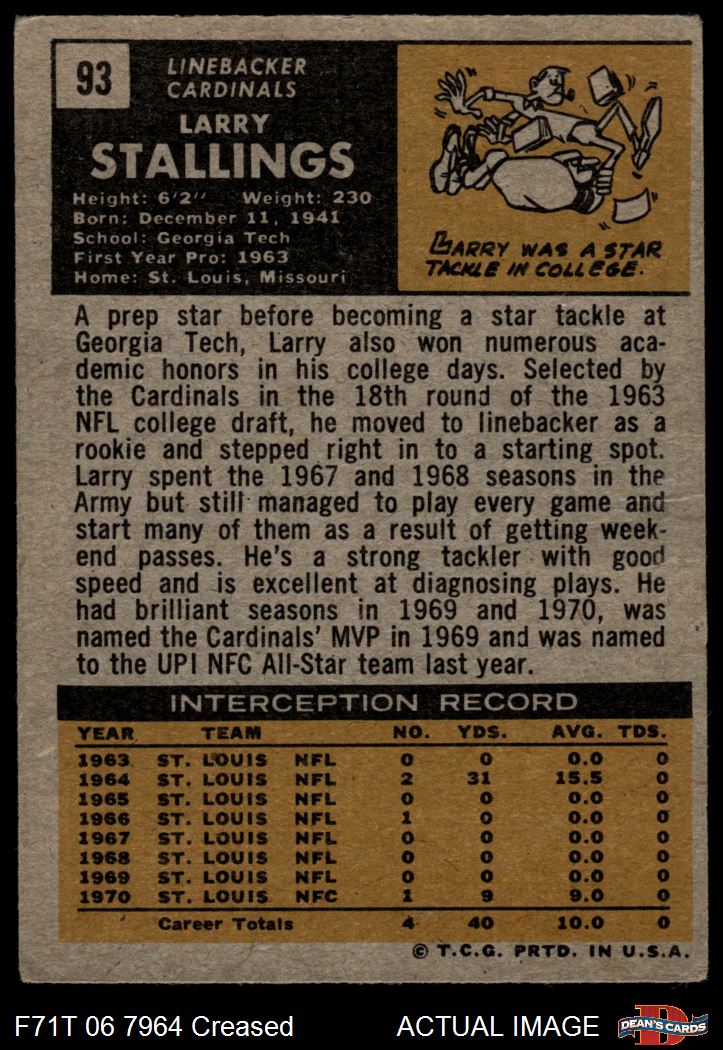 93
LINEBACKER
CARDINALS
LARRY
STALLINGS
Height: 6'2" Weight: 230
Born: December 11, 1941
School: Georgia Tech
First Year Pro: 1963
Home: St. Louis, Missouri
LARRY WAS A STAR
TACKLE IN COLLEGE.
A prep star before becoming a star tackle at
Georgia Tech, Larry also won numerous aca-
demic honors in his college days. Selected by
the Cardinals in the 18th round of the 1963
NFL college draft, he moved to linebacker as a
rookie and stepped right in to a starting spot.
Larry spent the 1967 and 1968 seasons in the
Army but still managed to play every game and
start many of them as a result of getting week-
end passes. He's a strong tackler with good
speed and is excellent at diagnosing plays. He
had brilliant seasons in 1969 and 1970, was
named the Cardinals' MVP in 1969 and was named
to the UPI NFC All-Star team last year.
INTERCEPTION RECORD
YEAR TEAM NO. YDS. AVG. TDS.
1963 ST. LOUIS NFL 0 0 0.0 0
1964 ST. LOUIS NFL 2 31 15.5 0
1965 ST. LOUIS NFL 0 0 0.0 0
1966 ST. LOUIS NFL 1 0 0.0 0
1967 ST. LOUIS NFL 0 0 0.0 0
1968 ST. LOUIS NFL 0 0 0.0 0
1969 ST. LOUIS NFL 0 0 0.0 0
1970 ST. LOUIS NFC 1 9 9.0 0
Career Totals 4 40 10.0 0
© T.C.G. PRTD. IN U.S.A.
F71T 06 7964 Creased ACTUAL IMAGE
D
DEAN'S CARDS